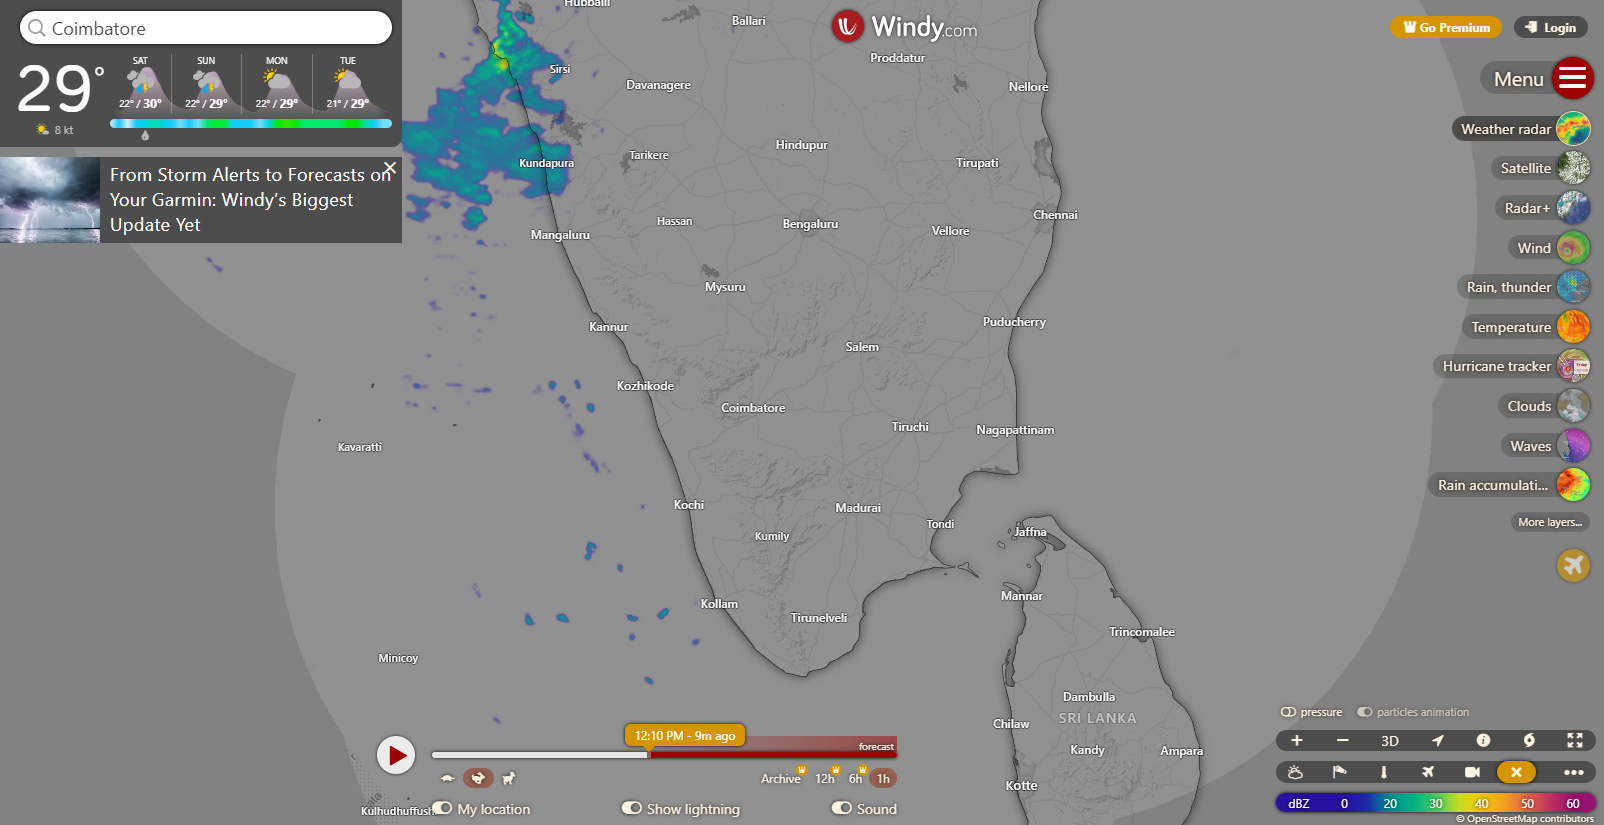 Coimbatore
29°
8 kt
SAT
SUN
MON
TUE
22° / 30°
22° / 29°
22° / 29°
21° / 29°
From Storm Alerts to Forecasts on
Your Garmin: Windy's Biggest
Update Yet
Windy.com
Go Premium
Login
Menu
Weather radar
Satellite
Radar+
Wind
Rain, thunder
Temperature
Hurricane tracker
Clouds
Waves
Rain accumulati...
More layers...
Hubballi
Ballari
Proddatur
Sirsi
Davanagere
Nellore
Hindupur
Tarikere
Kundapura
Tirupati
Hassan
Bengaluru
Chennai
Mangaluru
Vellore
Mysuru
Kannur
Puducherry
Salem
Kozhikode
Coimbatore
Tiruchi
Nagapattinam
Kavaratti
Kochi
Madurai
Tondi
Kumily
Jaffna
Mannar
Kollam
Tirunelveli
Trincomalee
Minicoy
Dambulla
SRI LANKA
Chilaw
Kandy
Ampara
Kotte
Kulhudhuffush
12:10 PM - 9m ago
forecast
Archive
12h
6h
1h
My location
Show lightning
Sound
pressure
particles animation
3D
dBZ 0 20 30 40 50 60
© OpenStreetMap contributors